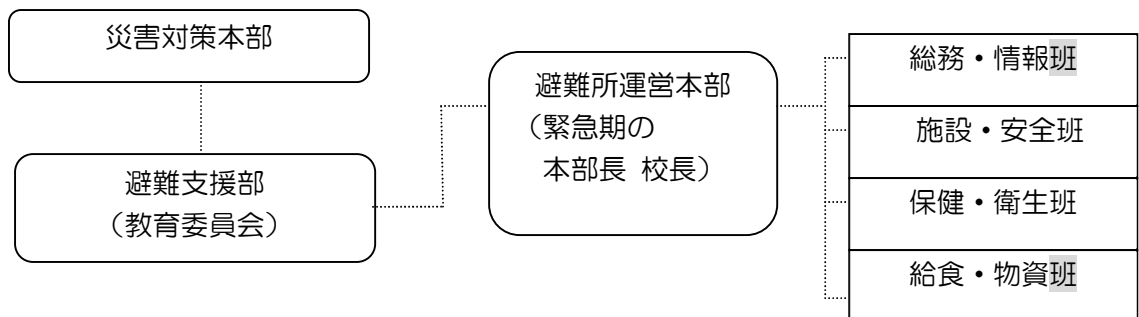 災害対策本部
避難支援部
（教育委員会）
避難所運営本部
（緊急期の
本部長 校長）
総務・情報班
施設・安全班
保健・衛生班
給食・物資班